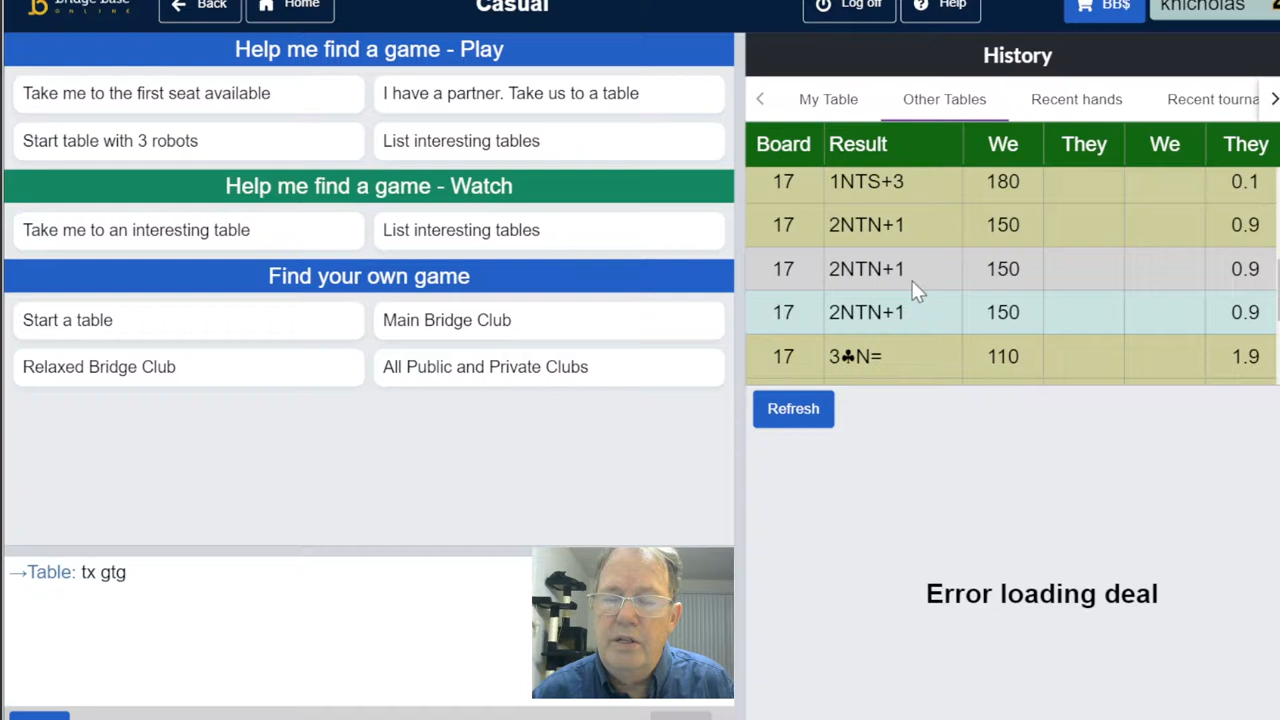 Bridge Base
ONLINE
Back
Home
Casual
Log off
Help
BB$
knicholas
Help me find a game - Play
Take me to the first seat available
I have a partner. Take us to a table
Start table with 3 robots
List interesting tables
Help me find a game - Watch
Take me to an interesting table
List interesting tables
Find your own game
Start a table
Main Bridge Club
Relaxed Bridge Club
All Public and Private Clubs
→Table: tx gtg
History
My Table Other Tables Recent hands Recent tourna
Board Result We They We They
17 1NTS+3 180 0.1
17 2NTN+1 150 0.9
17 2NTN+1 150 0.9
17 2NTN+1 150 0.9
17 3♣N= 110 1.9
Refresh
Error loading deal